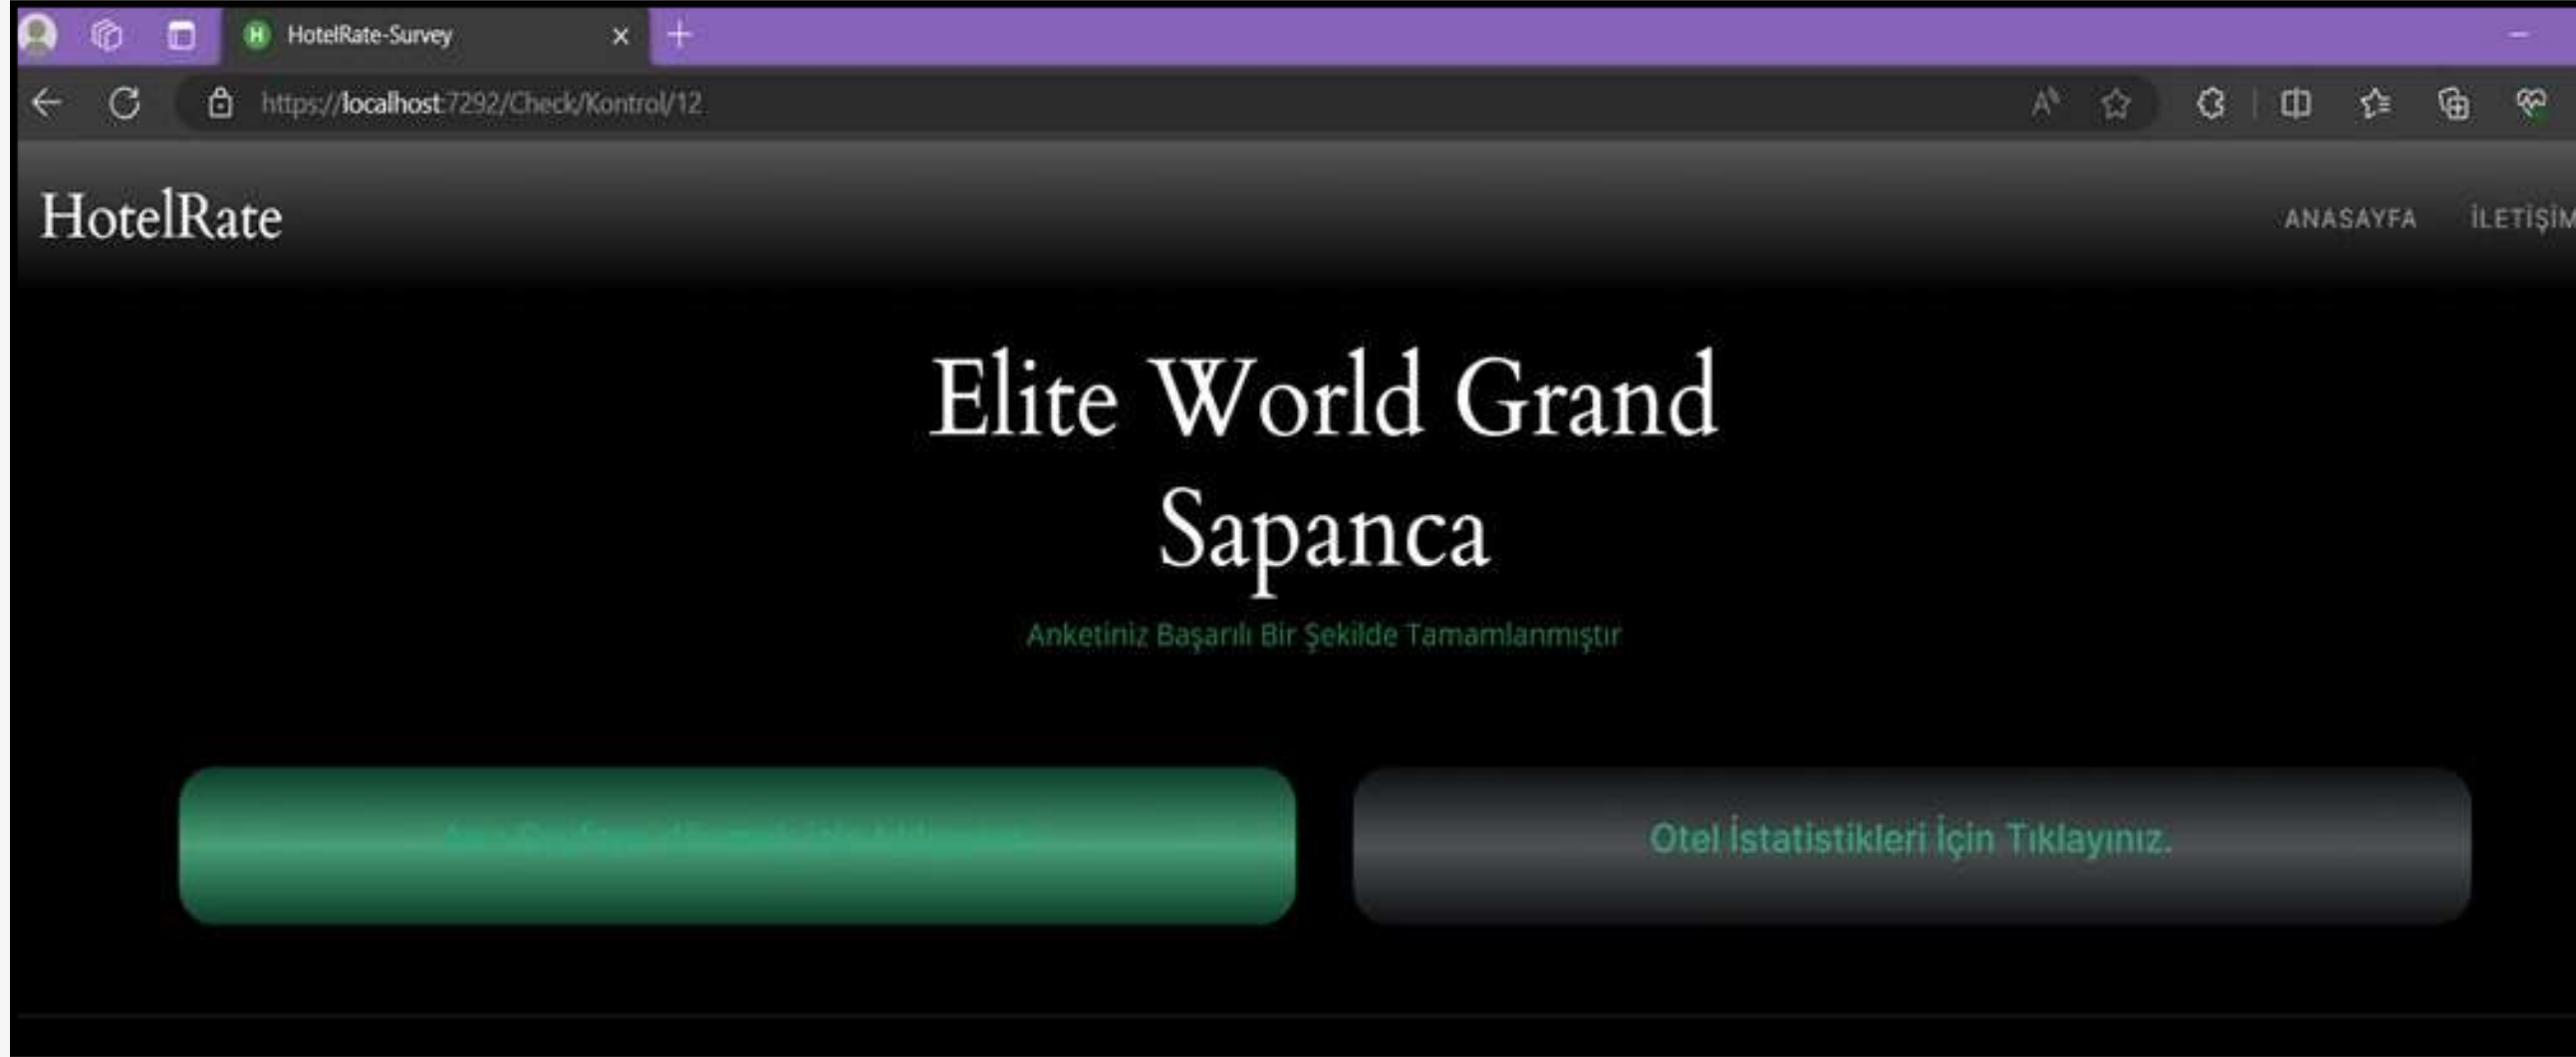 HotelRate-Survey
https://localhost:7292/Check/Kontrol/12
HotelRate
ANASAYFA
İLETİŞİM
Elite World Grand
Sapanca
Anketiniz Başarılı Bir Şekilde Tamamlanmıştır
Otel İstatistikleri İçin Tıklayınız.